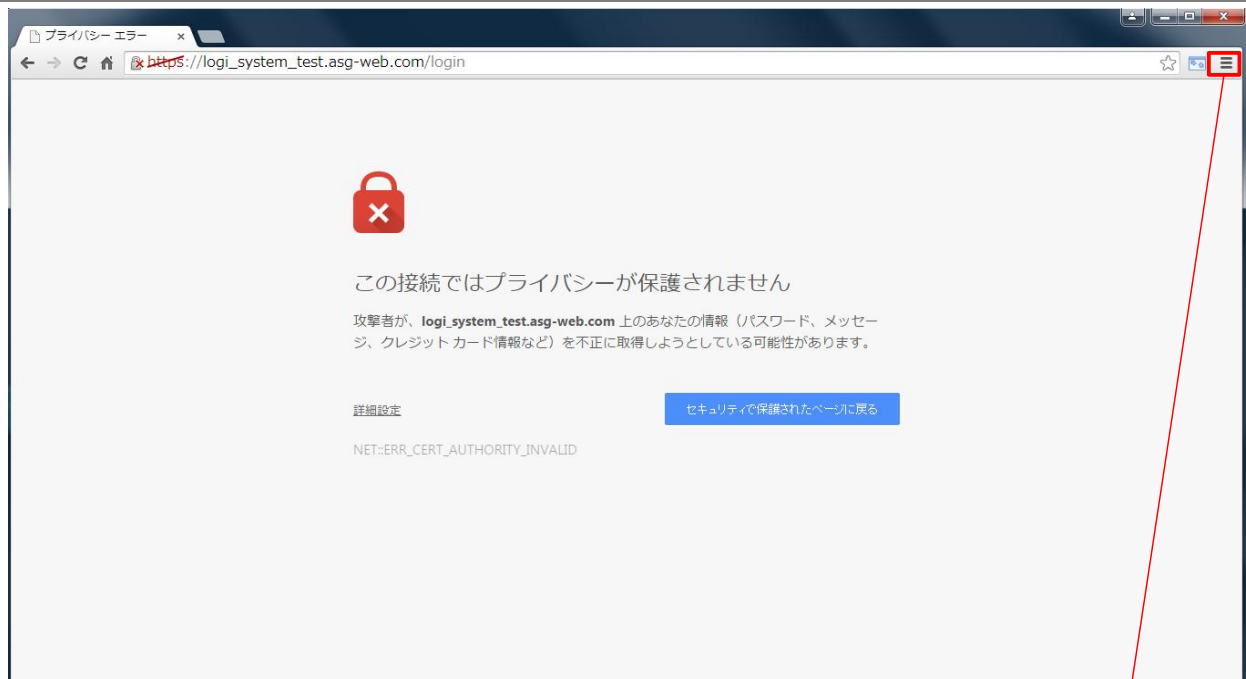 プライバシー エラー
https://logi_system_test.asg-web.com/login
この接続ではプライバシーが保護されません
攻撃者が、logi_system_test.asg-web.com 上のあなたの情報（パスワード、メッセー
ジ、クレジット カード情報など）を不正に取得しようとしている可能性があります。
詳細設定
セキュリティで保護されたページに戻る
NET::ERR_CERT_AUTHORITY_INVALID